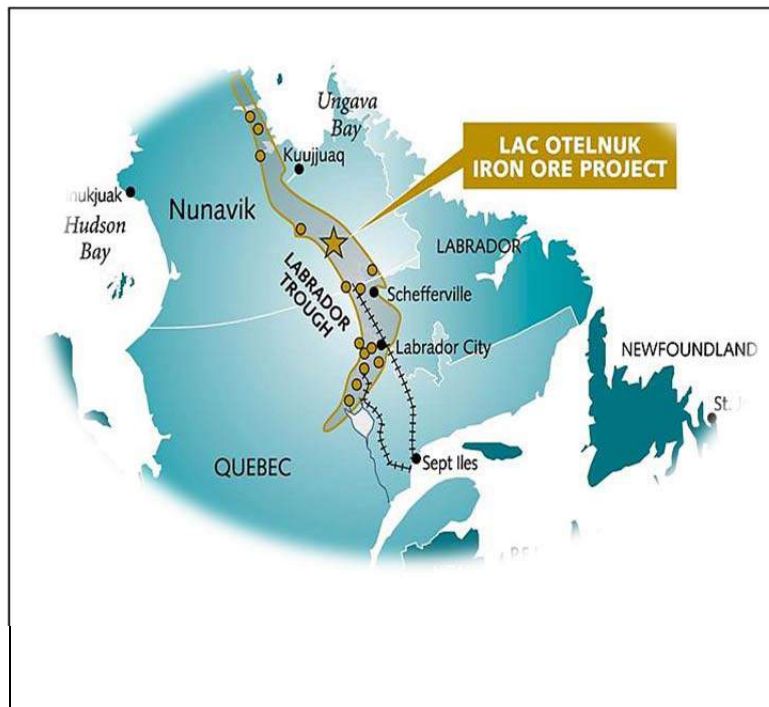 Ungava
Bay
LAC OTELNUK
IRON ORE PROJECT
Kuujjuaq
Nunavik
Hudson
Bay
LABRADOR
LABRADOR
TROUGH
Schefferville
Labrador City
NEWFOUNDLAND
St.
QUEBEC
Sept Iles